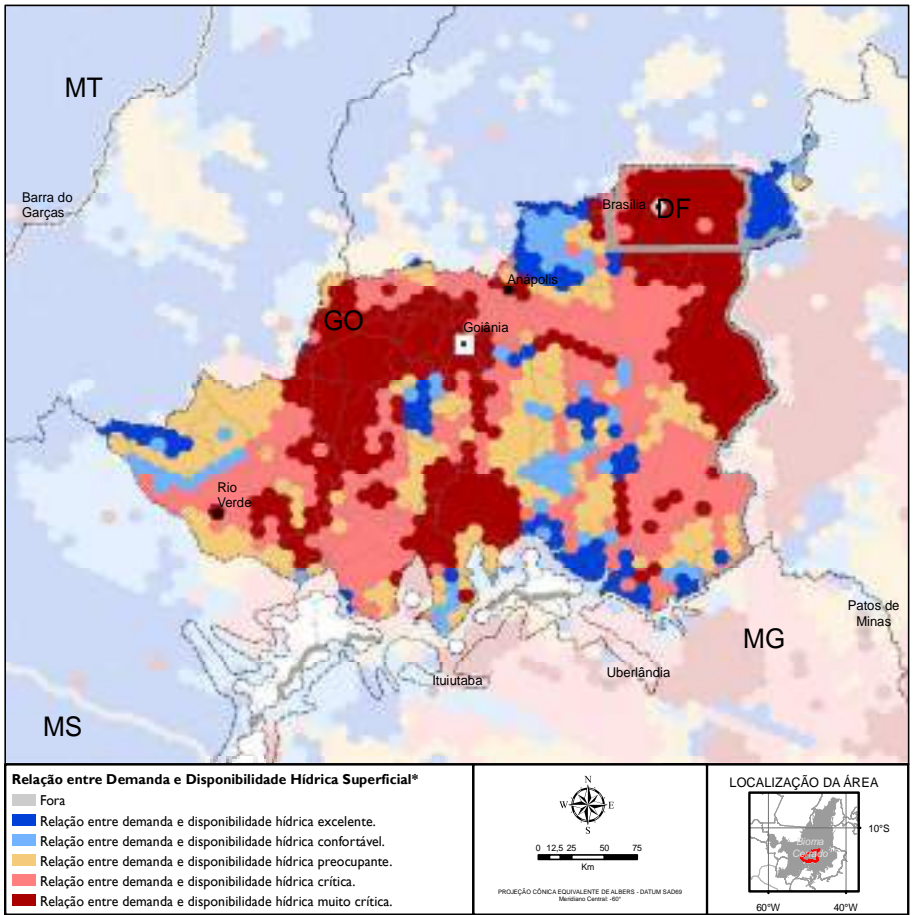 MT
Barra do
Garças
Brasília
DF
Anápolis
GO
Goiânia
Rio
Verde
Patos de
Minas
MG
Uberlândia
Ituiutaba
MS
Relação entre Demanda e Disponibilidade Hídrica Superficial*
Fora
Relação entre demanda e disponibilidade hídrica excelente.
Relação entre demanda e disponibilidade hídrica confortável.
Relação entre demanda e disponibilidade hídrica preocupante.
Relação entre demanda e disponibilidade hídrica crítica.
Relação entre demanda e disponibilidade hídrica muito crítica.
N
W E
S
0 12,5 25 50 75
Km
PROJEÇÃO CÔNICA EQUIVALENTE DE ALBERS - DATUM SAD69
Meridiano Central: -60°
LOCALIZAÇÃO DA ÁREA
10°S
Bioma
Cerrado
60°W 40°W